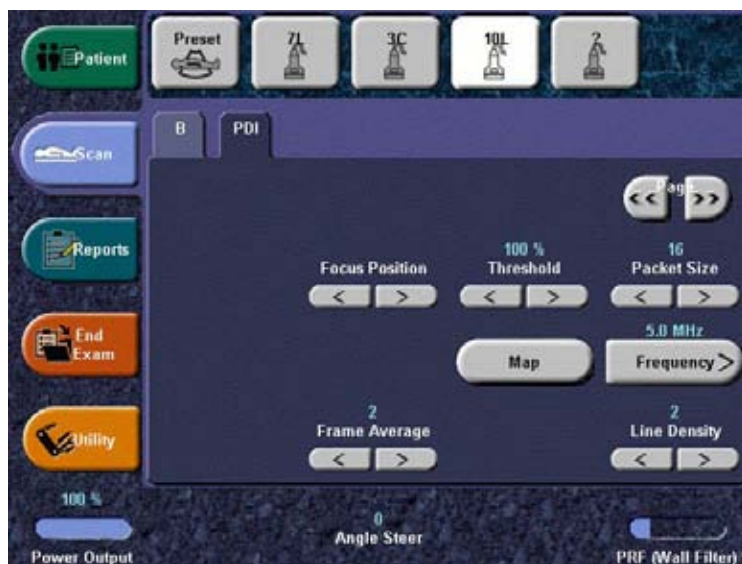 Patient
Preset
7L
3C
10L
?
B
PDI
Scan
Page
<< >>
Reports
100 %
16
Focus Position
Threshold
Packet Size
< >
< >
< >
5.0 MHz
End
Exam
Map
Frequency >
2
2
Utility
Frame Average
Line Density
< >
< >
100 %
0
Angle Steer
Power Output
PRF (Wall Filter)